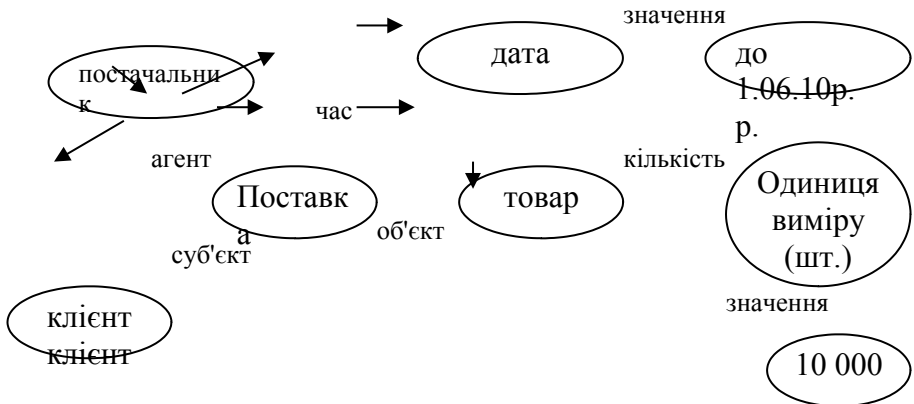 значення
дата
до
1.06.10р.
р.
постачальни
к
час
агент
кількість
Поставк
а
товар
Одиниця
виміру
(шт.)
об'єкт
суб'єкт
значення
клієнт
клієнт
10 000